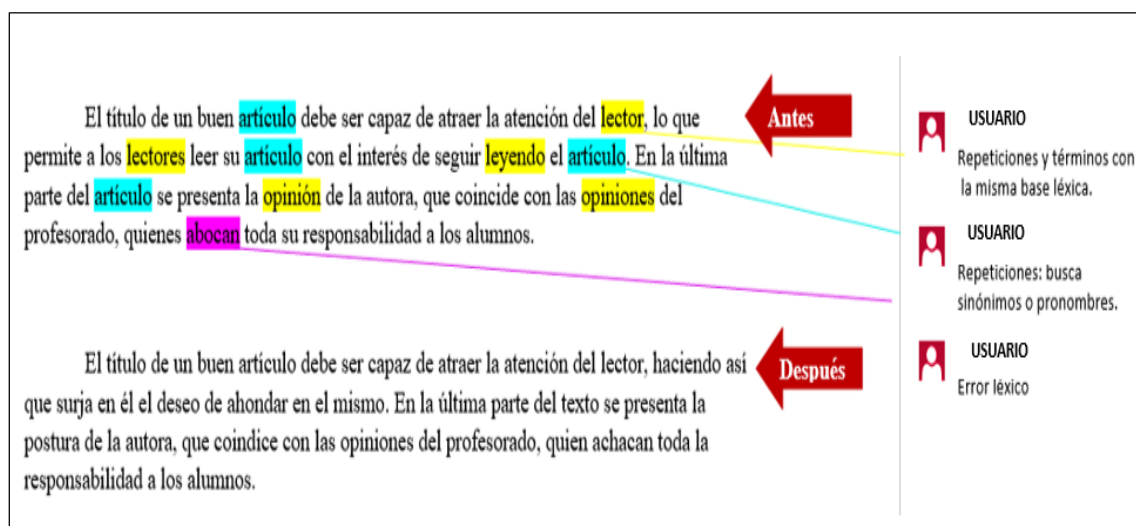 El título de un buen artículo debe ser capaz de atraer la atención del lector, lo que
permite a los lectores leer su artículo con el interés de seguir leyendo el artículo. En la última
parte del artículo se presenta la opinión de la autora, que coincide con las opiniones del
profesorado, quienes abocan toda su responsabilidad a los alumnos.
Antes
USUARIO
Repeticiones y términos con
la misma base léxica.
USUARIO
Repeticiones: busca
sinónimos o pronombres.
USUARIO
Error léxico
El título de un buen artículo debe ser capaz de atraer la atención del lector, haciendo así
que surja en él el deseo de ahondar en el mismo. En la última parte del texto se presenta la
postura de la autora, que coindice con las opiniones del profesorado, quien achacan toda la
responsabilidad a los alumnos.
Después